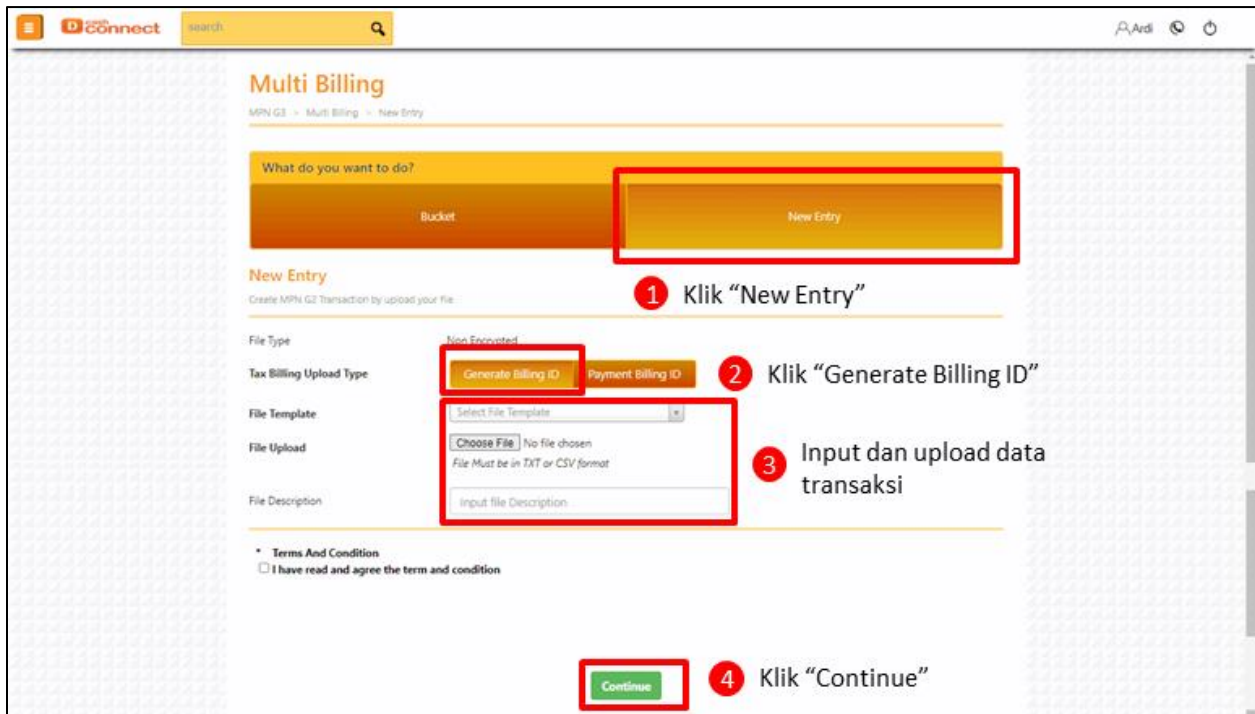 D cash connect
search
Ardi
Multi Billing
MPN G3 > Multi Billing > New Entry
What do you want to do?
Bucket
New Entry
New Entry
1 Klik “New Entry”
Create MPN G2 Transaction by upload your file
File Type
Non Encrypted
Tax Billing Upload Type
Generate Billing ID
Payment Billing ID
2 Klik “Generate Billing ID”
File Template
Select File Template
File Upload
Choose File No file chosen
File Must be in TXT or CSV format
3 Input dan upload data
transaksi
File Description
Input file Description
* Terms And Condition
I have read and agree the term and condition
Continue
4 Klik “Continue”